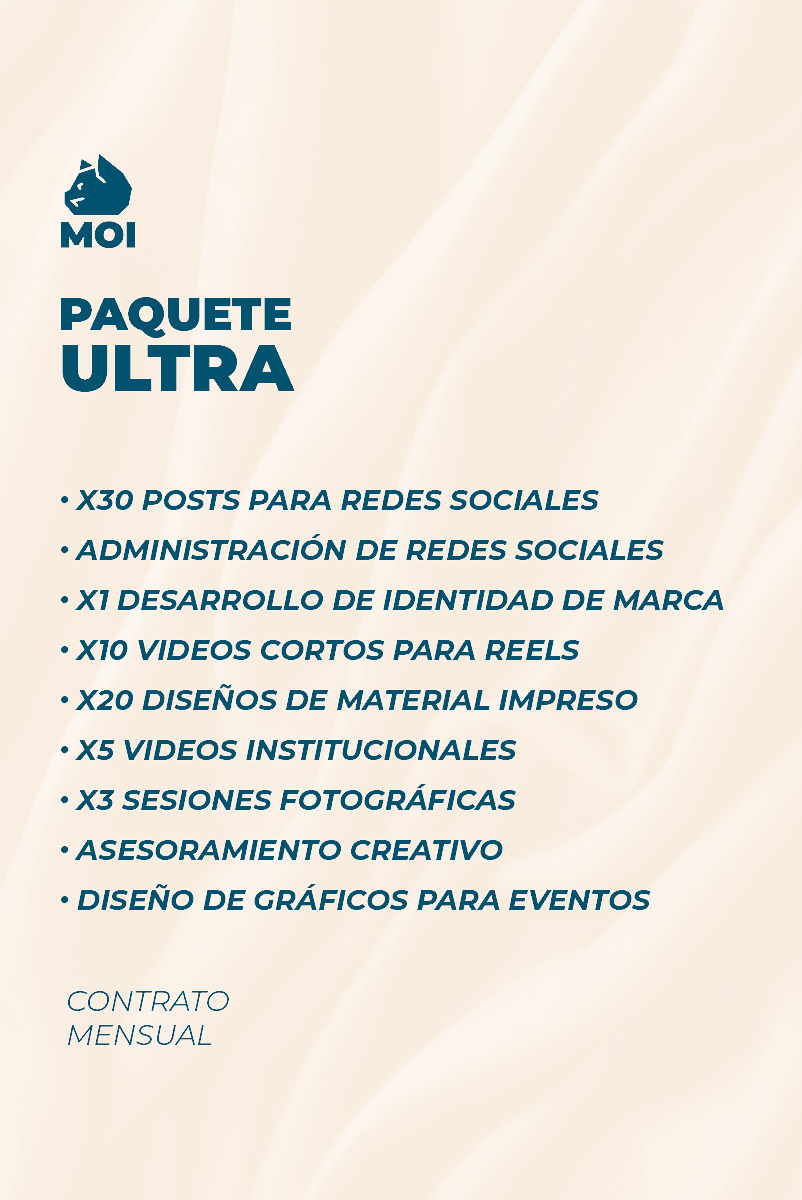 MOI
PAQUETE
ULTRA
• X30 POSTS PARA REDES SOCIALES
• ADMINISTRACIÓN DE REDES SOCIALES
• X1 DESARROLLO DE IDENTIDAD DE MARCA
• X10 VIDEOS CORTOS PARA REELS
• X20 DISEÑOS DE MATERIAL IMPRESO
• X5 VIDEOS INSTITUCIONALES
• X3 SESIONES FOTOGRÁFICAS
• ASESORAMIENTO CREATIVO
• DISEÑO DE GRÁFICOS PARA EVENTOS
CONTRATO
MENSUAL